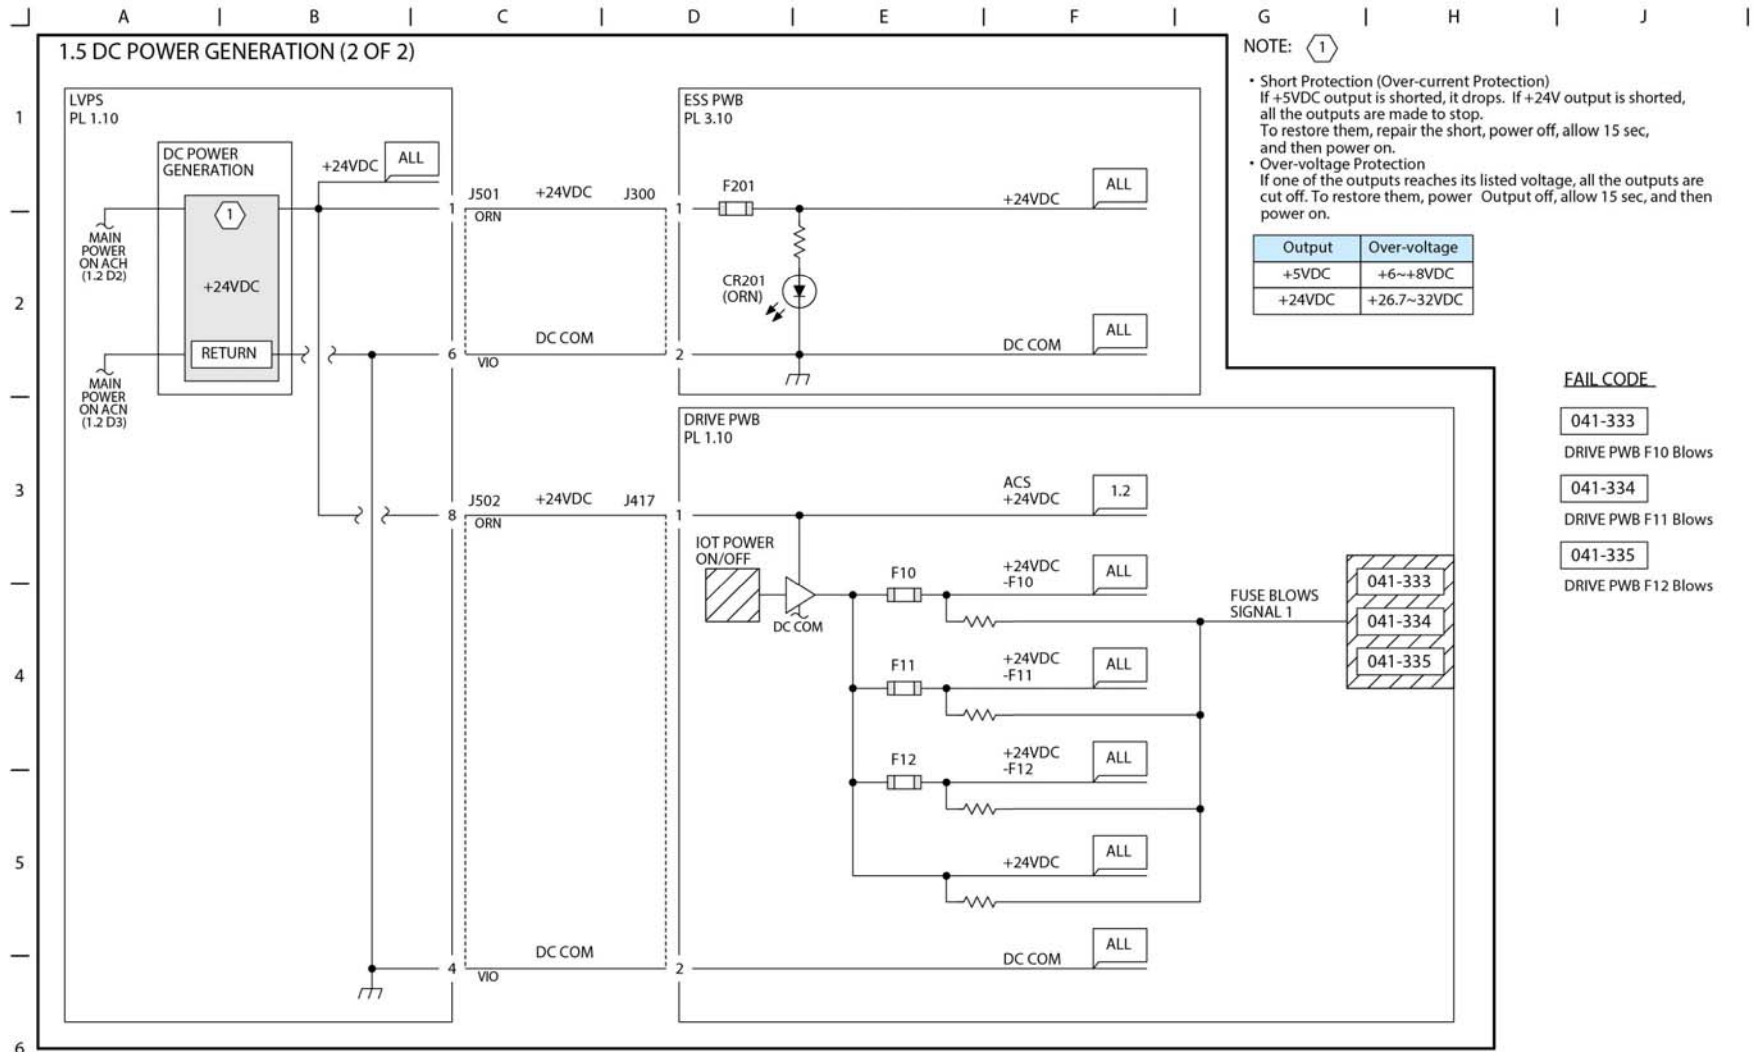 A B C D E F G H J
1.5 DC POWER GENERATION (2 OF 2)
NOTE: 1
• Short Protection (Over-current Protection)
If +5VDC output is shorted, it drops. If +24V output is shorted,
all the outputs are made to stop.
To restore them, repair the short, power off, allow 15 sec,
and then power on.
• Over-voltage Protection
If one of the outputs reaches its listed voltage, all the outputs are
cut off. To restore them, power Output off, allow 15 sec, and then
power on.
Output Over-voltage
+5VDC +6~+8VDC
+24VDC +26.7~32VDC
1
2
3
4
5
6
LVPS
PL 1.10
DC POWER
GENERATION
+24VDC
ALL
1
+24VDC
RETURN
MAIN
POWER
ON ACH
(1.2 D2)
MAIN
POWER
ON ACN
(1.2 D3)
1
J501
ORN
+24VDC
J300
1
6
VIO
DC COM
2
ESS PWB
PL 3.10
F201
+24VDC
ALL
CR201
(ORN)
DC COM
ALL
8
J502
ORN
+24VDC
J417
1
4
VIO
DC COM
2
DRIVE PWB
PL 1.10
ACS
+24VDC
1.2
IOT POWER
ON/OFF
DC COM
F10
+24VDC
-F10
ALL
F11
+24VDC
-F11
ALL
F12
+24VDC
-F12
ALL
+24VDC
ALL
DC COM
ALL
FUSE BLOWS
SIGNAL 1
041-333
041-334
041-335
FAIL CODE
041-333
DRIVE PWB F10 Blows
041-334
DRIVE PWB F11 Blows
041-335
DRIVE PWB F12 Blows